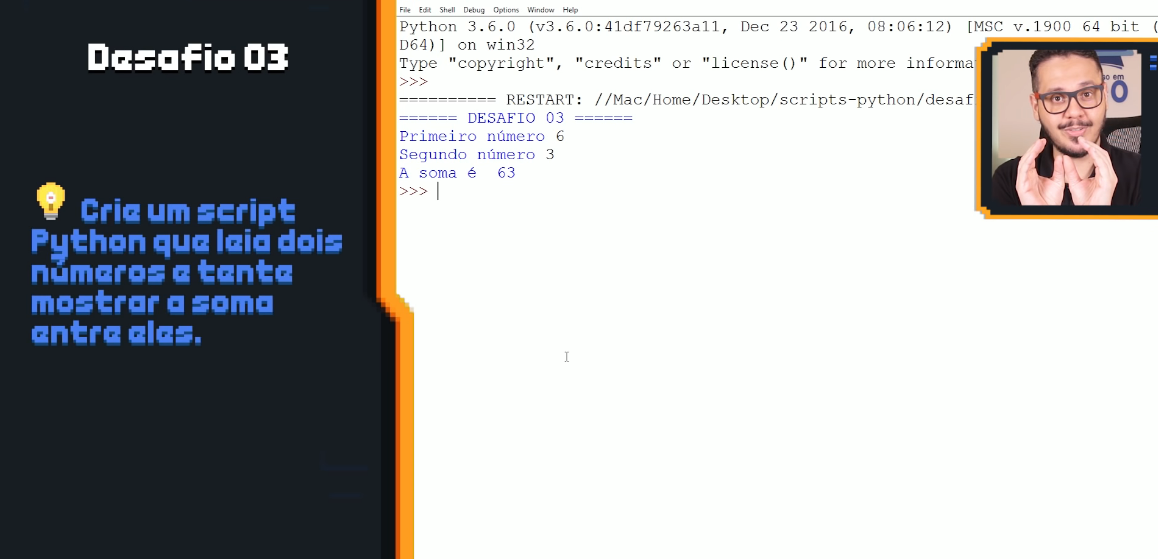 Desafio 03
Crie um script
Python que leia dois
números e tente
mostrar a soma
entre eles.
File Edit Shell Debug Options Window Help
Python 3.6.0 (v3.6.0:41df79263a11, Dec 23 2016, 08:06:12) [MSC v.1900 64 bit (
D64)] on win32
Type "copyright", "credits" or "license()" for more informa
>>>
========== RESTART: //Mac/Home/Desktop/scripts-python/desaf
====== DESAFIO 03 ======
Primeiro número 6
Segundo número 3
A soma é 63
>>>
so em